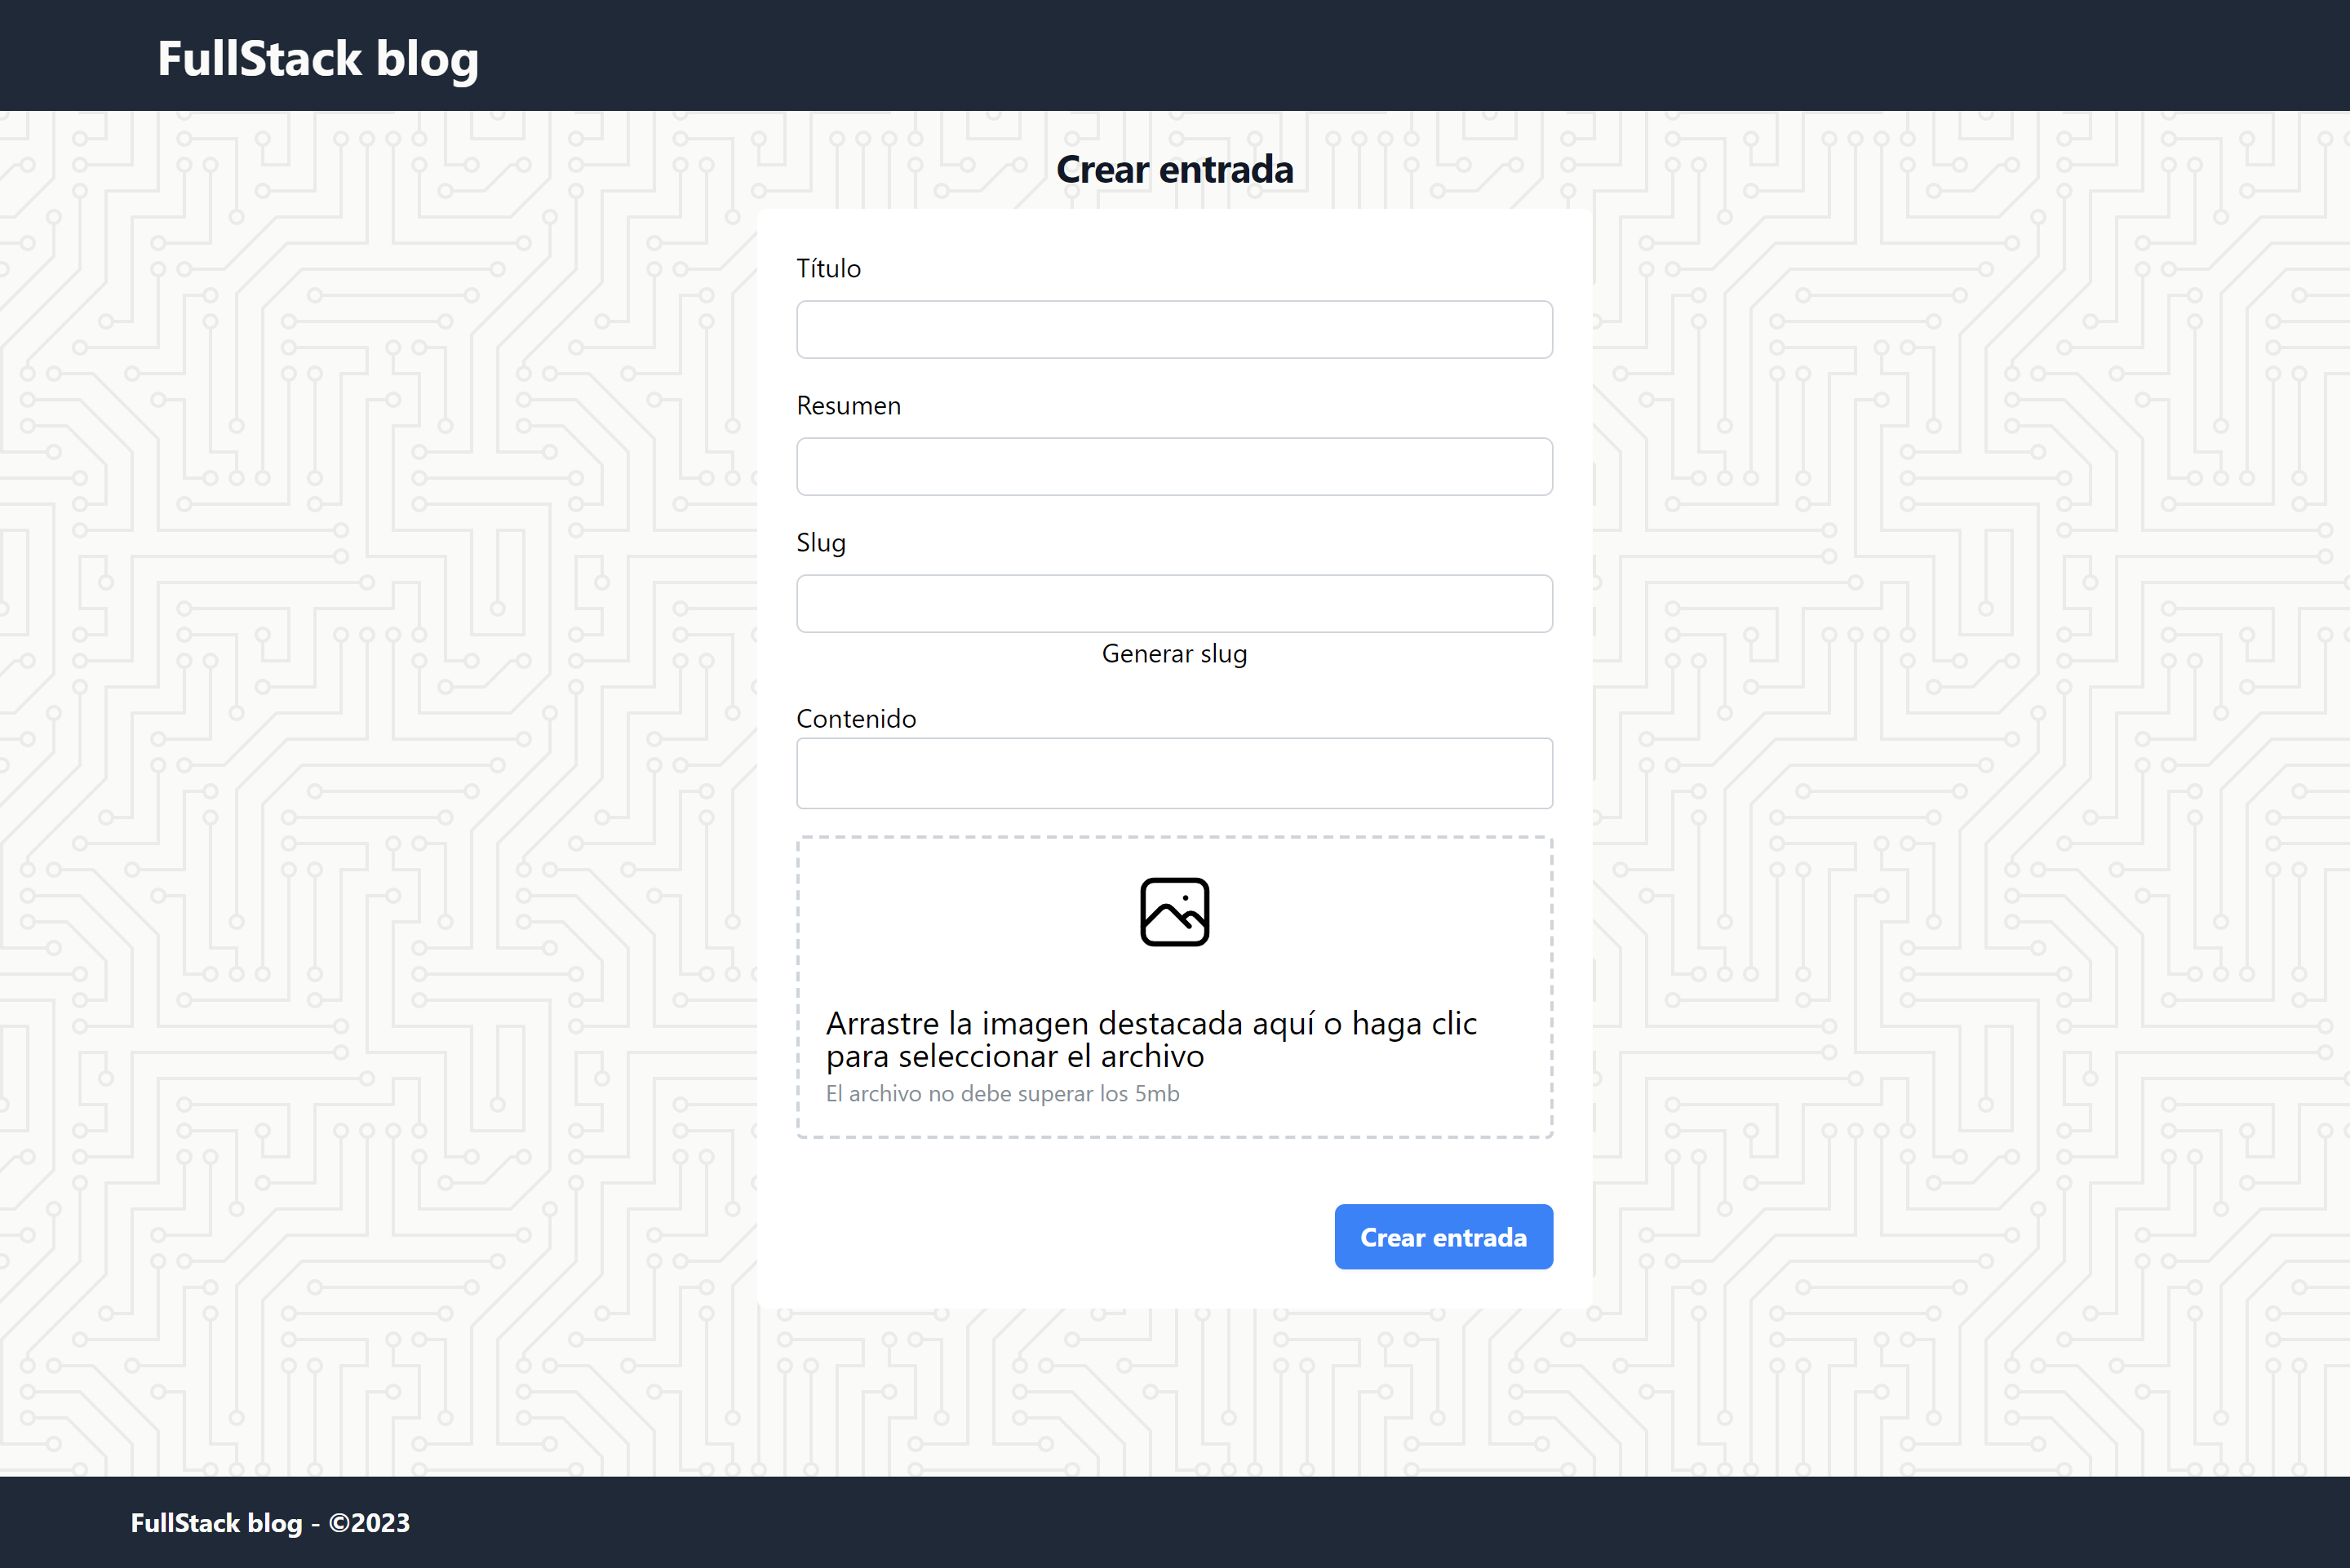 FullStack blog
Crear entrada
Título
Resumen
Slug
Generar slug
Contenido
Arrastre la imagen destacada aquí o haga clic
para seleccionar el archivo
El archivo no debe superar los 5mb
Crear entrada
FullStack blog - ©2023